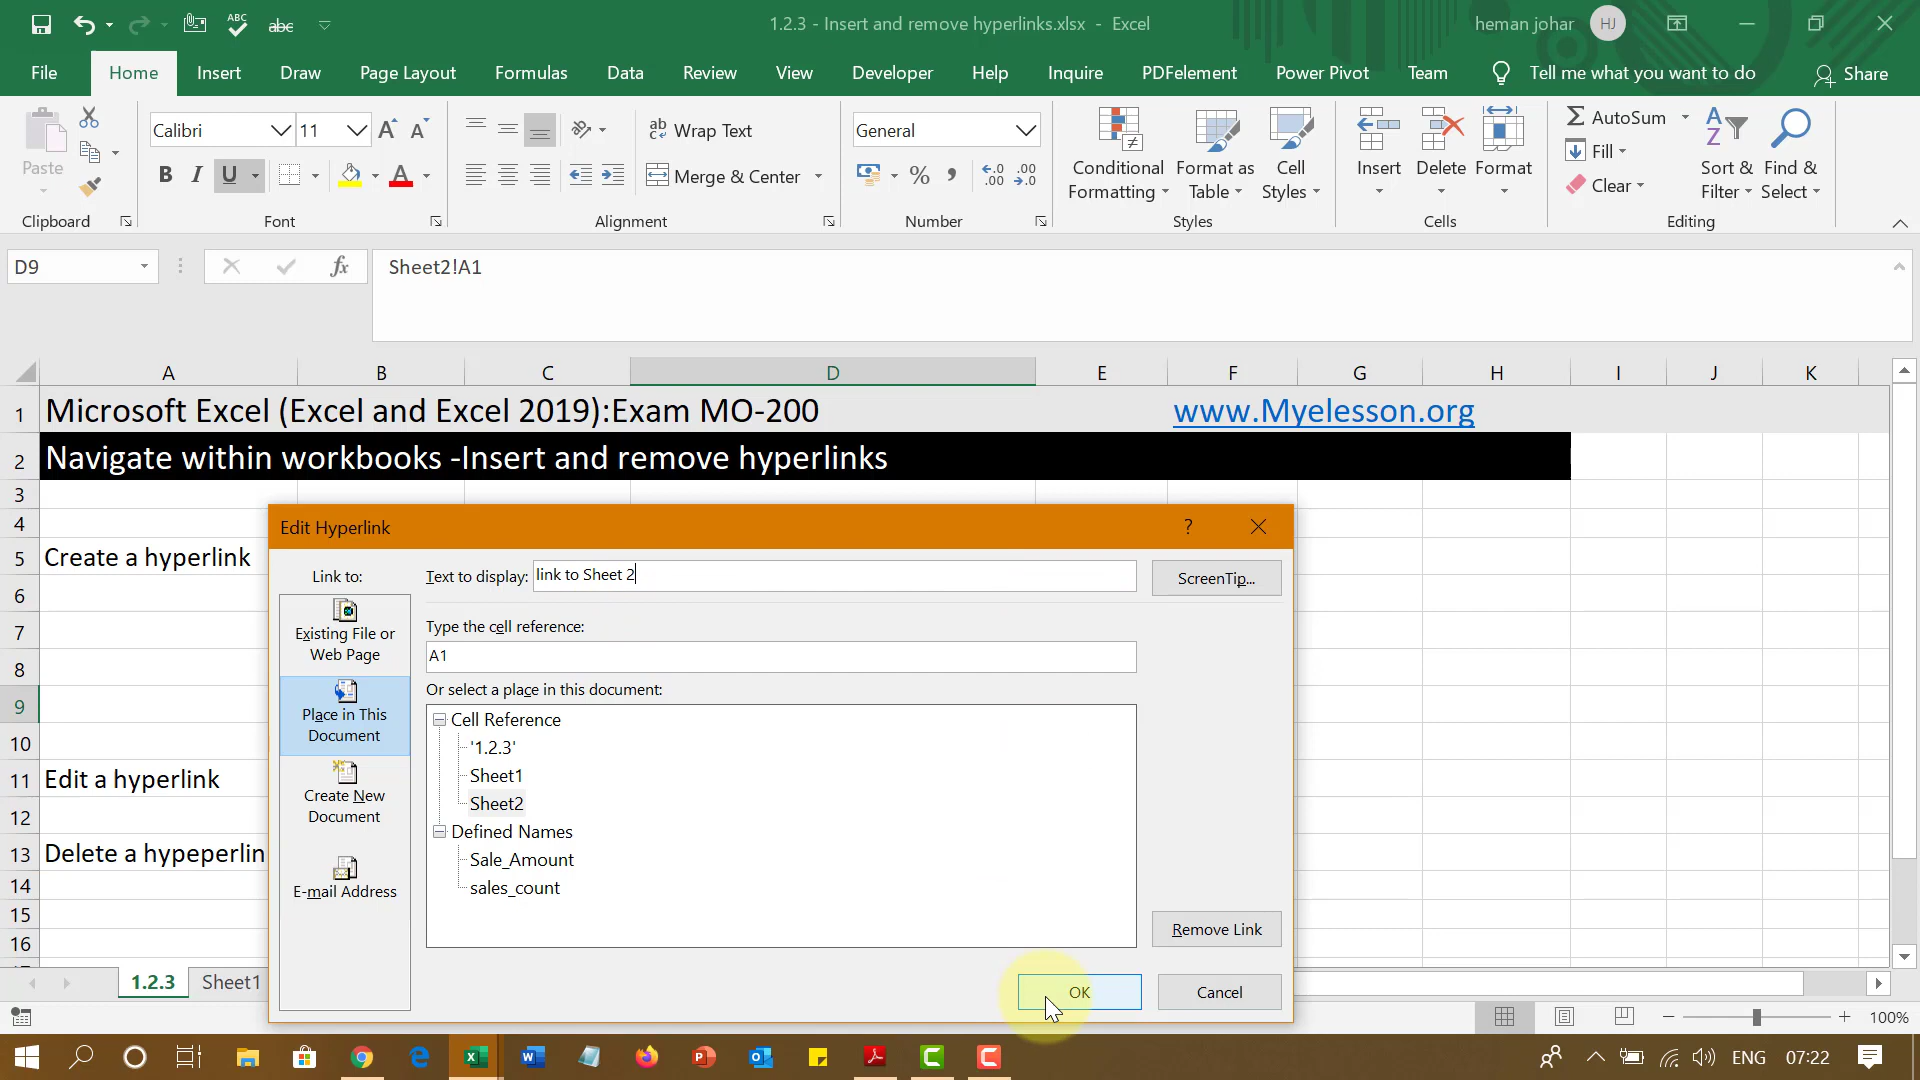 1.2.3 - Insert and remove hyperlinks.xlsx - Excel
heman johar HJ
File Home Insert Draw Page Layout Formulas Data Review View Developer Help Inquire PDFelement Power Pivot Team Tell me what you want to do Share
Paste
Clipboard
Calibri 11
B I U
Font
Wrap Text
Merge & Center
Alignment
General
Number
Conditional Formatting
Format as Table
Cell Styles
Styles
Insert Delete Format
Cells
AutoSum
Fill
Clear
Sort & Filter
Find & Select
Editing
D9
fx
Sheet2!A1
A B C D E F G H I J K
1 Microsoft Excel (Excel and Excel 2019):Exam MO-200 www.Myelesson.org
2 Navigate within workbooks -Insert and remove hyperlinks
3
4
5 Create a hyperlink
6
7
8
9
10
11 Edit a hyperlink
12
13 Delete a hypeperlin
14
15
16
Edit Hyperlink ?
Link to:
Existing File or Web Page
Place in This Document
Create New Document
E-mail Address
Text to display: link to Sheet 2
ScreenTip...
Type the cell reference:
A1
Or select a place in this document:
Cell Reference
'1.2.3'
Sheet1
Sheet2
Defined Names
Sale_Amount
sales_count
Remove Link
OK Cancel
1.2.3 Sheet1
100%
ENG 07:22